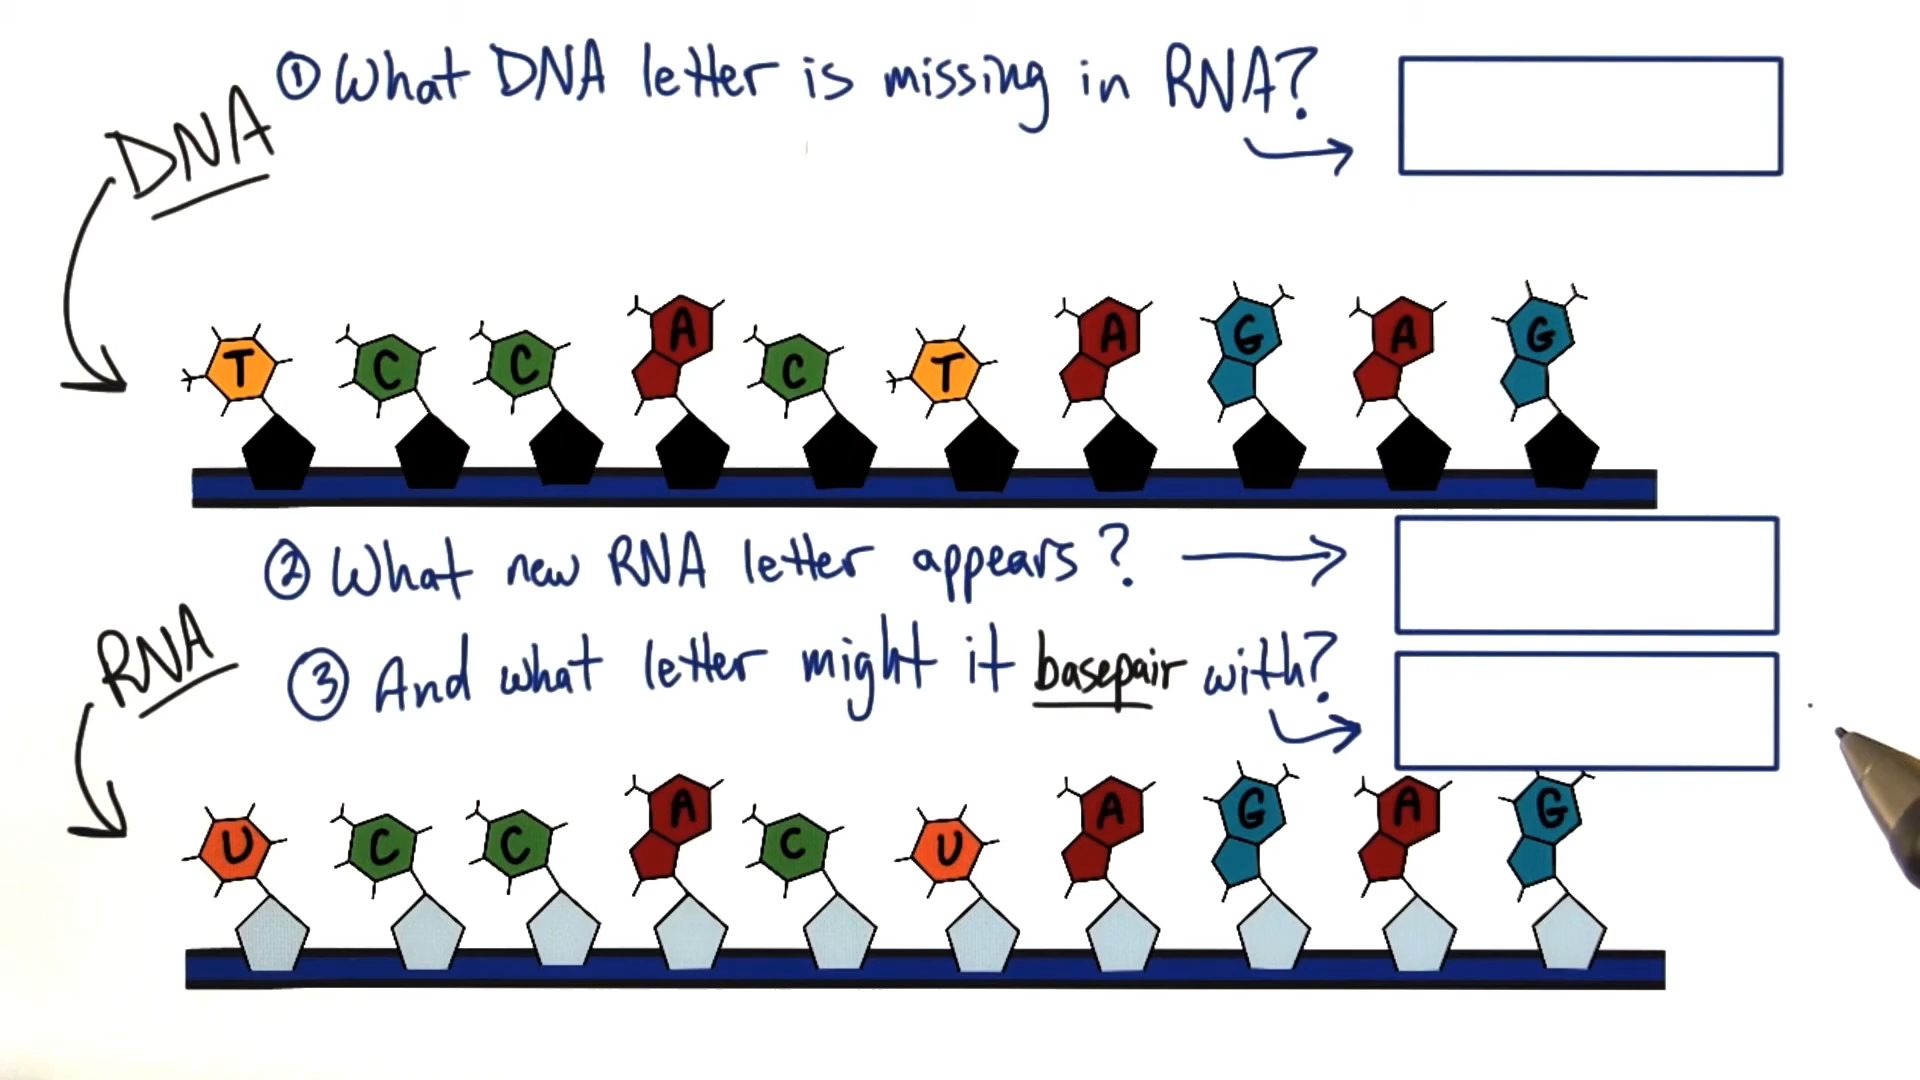 ① What DNA letter is missing in RNA?
DNA
T C C A C T A G A G
② What new RNA letter appears?
RNA
③ And what letter might it basepair with?
U C C A C U A G A G